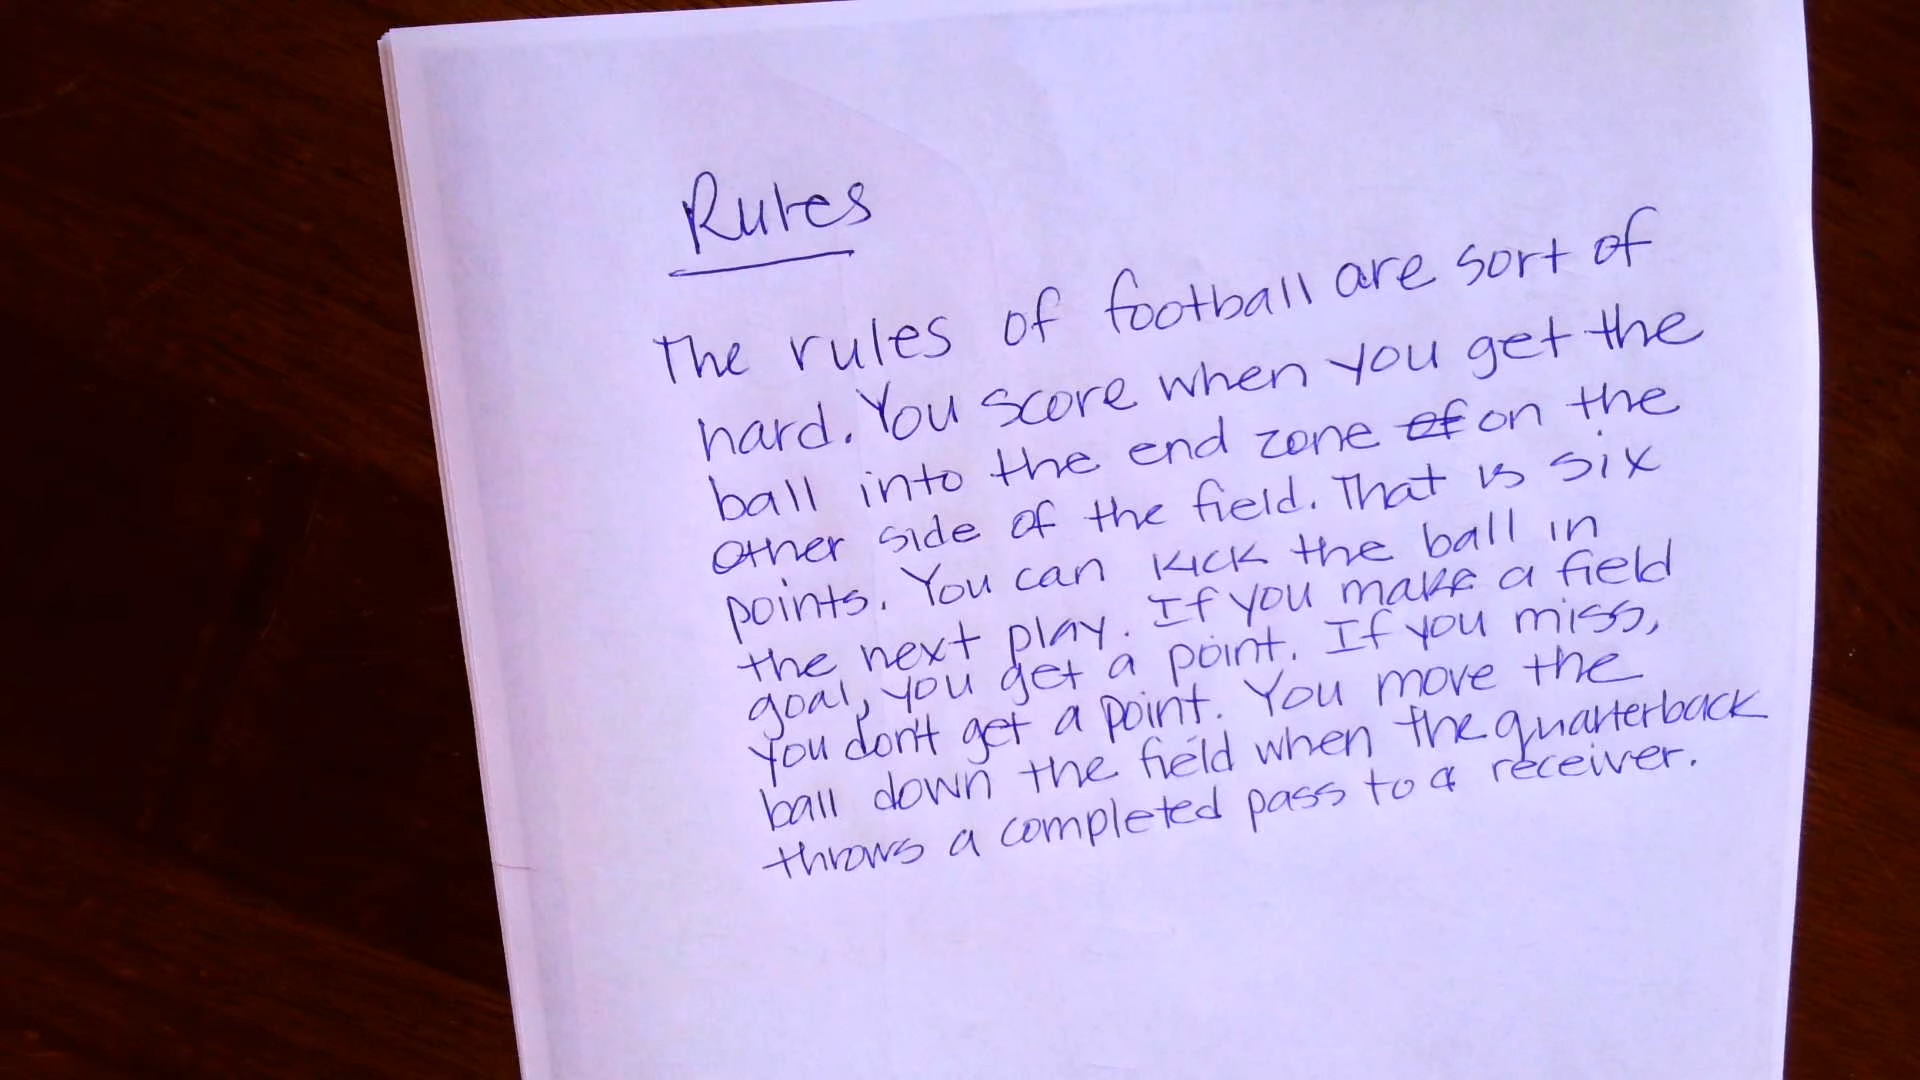 Rules
The rules of football are sort of
hard. You score when you get the
ball into the end zone of on the
other side of the field. That is six
points. You can kick the ball in
the next play. If you make a field
goal, you get a point. If you miss,
you don't get a point. You move the
ball down the field when the quarterback
throws a completed pass to a receiver.